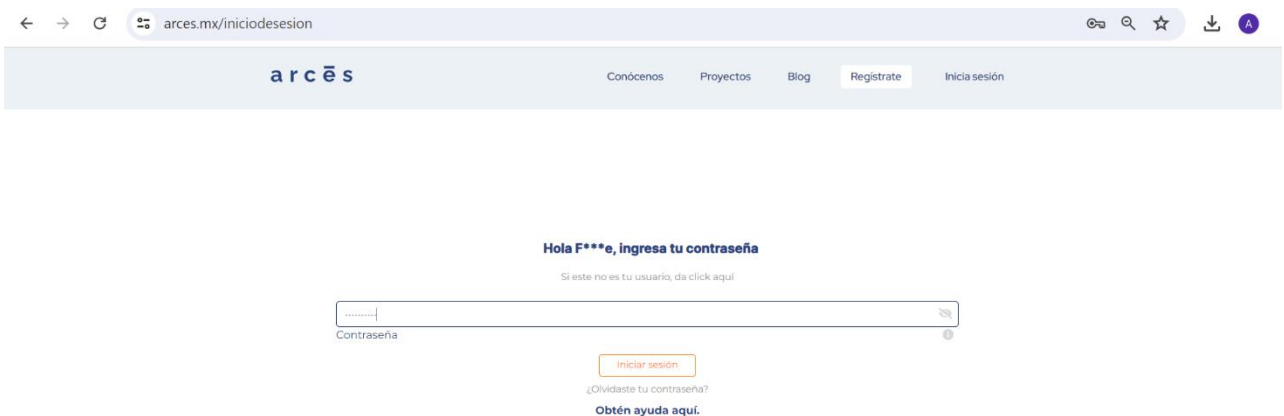 arces.mx/iniciodesesion
A
arcēs
Conócenos Proyectos Blog Regístrate Inicia sesión
Hola F***e, ingresa tu contraseña
Si este no es tu usuario, da click aquí
..........
Contraseña
Iniciar sesión
¿Olvidaste tu contraseña?
Obtén ayuda aquí.